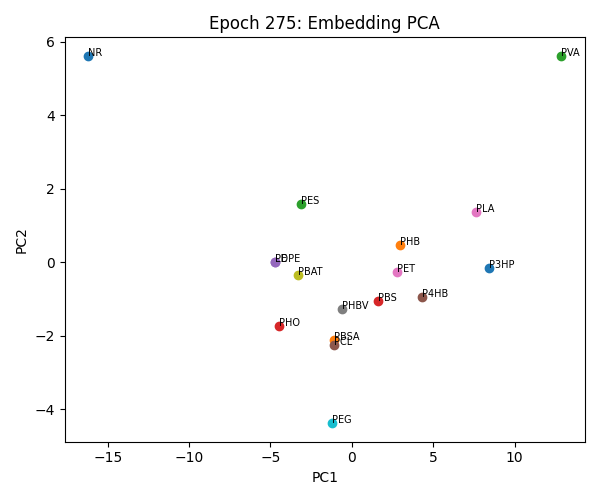 Epoch 275: Embedding PCA
PC2
6
4
2
0
−2
−4
NR
PVA
PES
PLA
PHB
P3HP
PET
PBAT
P4HB
PBS
PHBV
PHO
PBSA
PCL
PEG
−15
−10
−5
0
5
10
PC1